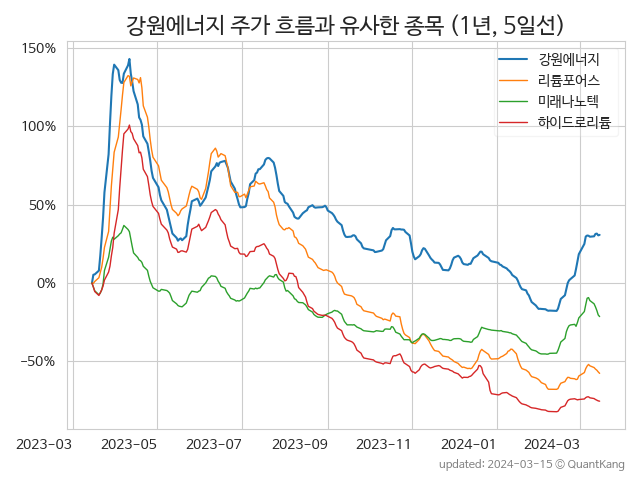 강원에너지 주가 흐름과 유사한 종목 (1년, 5일선)
150%
100%
50%
0%
−50%
강원에너지
리튬포어스
미래나노텍
하이드로리튬
2023−03
2023−05
2023−07
2023−09
2023−11
2024−01
2024−03
updated: 2024-03-15 © QuantKang